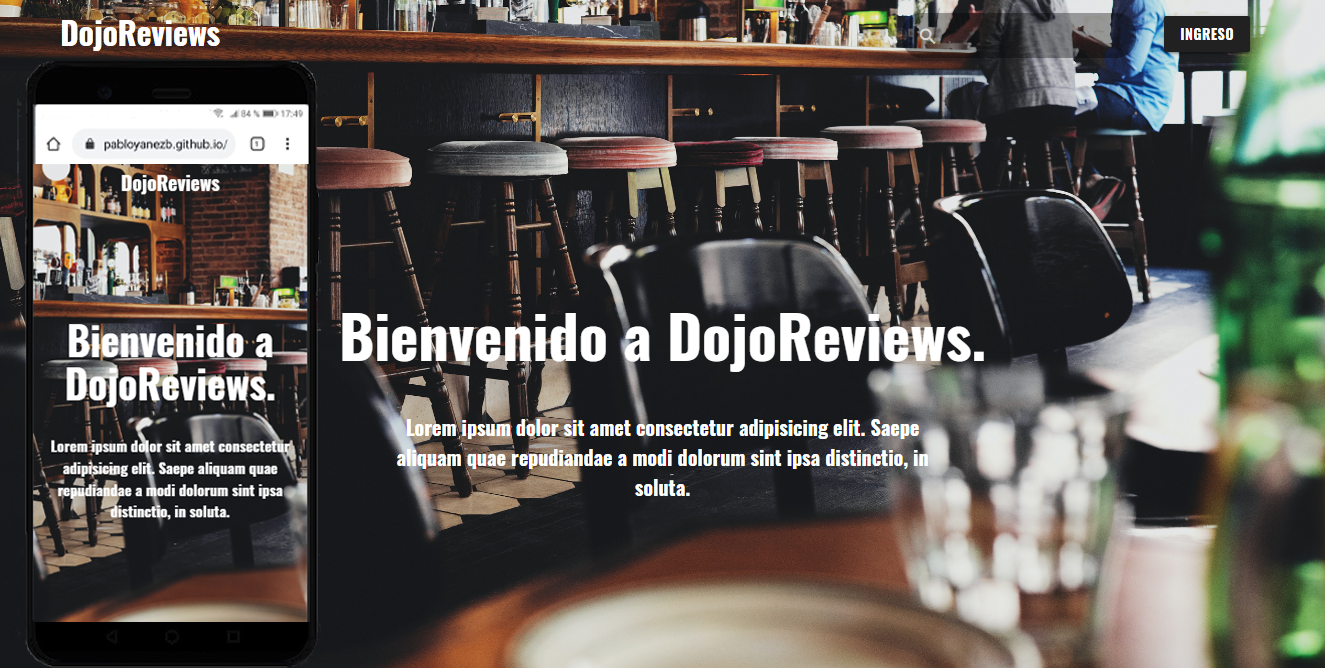 DojoReviews
INGRESO
84 % 17:49
pabloyanezb.github.io/
1
DojoReviews
Bienvenido a
DojoReviews.
Lorem ipsum dolor sit amet consectetur
adipisicing elit. Saepe aliquam quae
repudiandae a modi dolorum sint ipsa
distinctio, in soluta.
Bienvenido a DojoReviews.
Lorem ipsum dolor sit amet consectetur adipisicing elit. Saepe
aliquam quae repudiandae a modi dolorum sint ipsa distinctio, in
soluta.